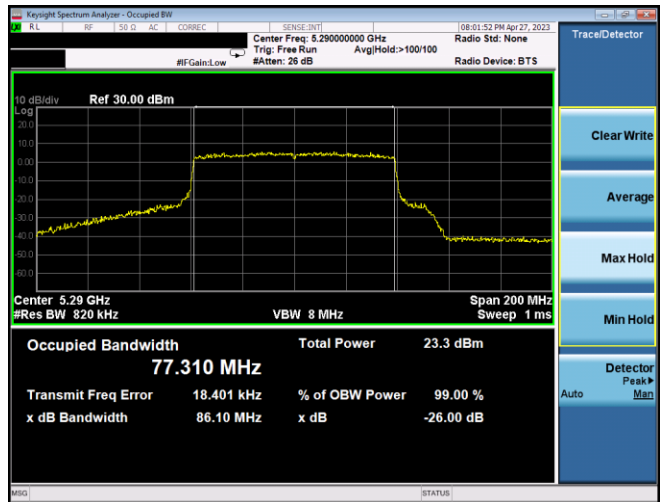 Keysight Spectrum Analyzer - Occupied BW
RL RF 50 Ω AC CORREC SENSE:INT 08:01:52 PM Apr 27, 2023
Center Freq: 5.290000000 GHz Radio Std: None
Trig: Free Run Avg|Hold:>100/100
#IFGain:Low #Atten: 26 dB Radio Device: BTS
10 dB/div Ref 30.00 dBm
Log
20.0
10.0
0.00
-10.0
-20.0
-30.0
-40.0
-50.0
-60.0
Center 5.29 GHz Span 200 MHz
#Res BW 820 kHz VBW 8 MHz Sweep 1 ms
Occupied Bandwidth Total Power 23.3 dBm
77.310 MHz
Transmit Freq Error 18.401 kHz % of OBW Power 99.00 %
x dB Bandwidth 86.10 MHz x dB -26.00 dB
MSG STATUS
Trace/Detector
Clear Write
Average
Max Hold
Min Hold
Detector
Peak▶
Auto Man